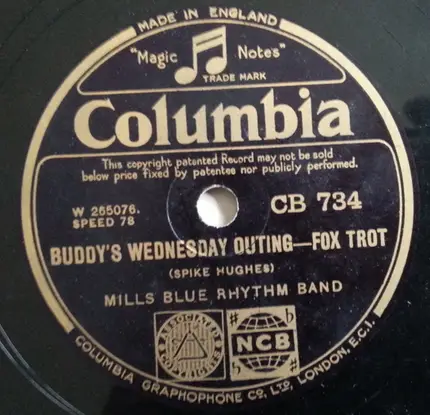 MADE IN ENGLAND
"Magic Notes"
TRADE MARK
Columbia
This copyright patented Record may not be sold
below price fixed by patentee nor publicly performed.
W 265076.
SPEED 78
CB 734
BUDDY'S WEDNESDAY OUTING—FOX TROT
(SPIKE HUGHES)
MILLS BLUE RHYTHM BAND
NCB
COLUMBIA GRAPHOPHONE CO. LTD, LONDON, E.C.1.